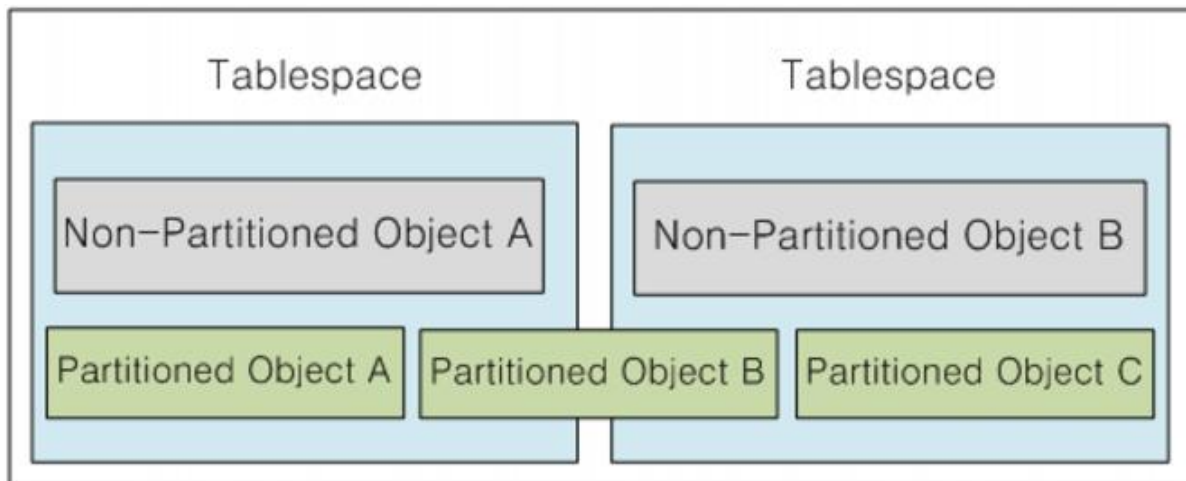 Tablespace
Tablespace
Non-Partitioned Object A
Non-Partitioned Object B
Partitioned Object A
Partitioned Object B
Partitioned Object C